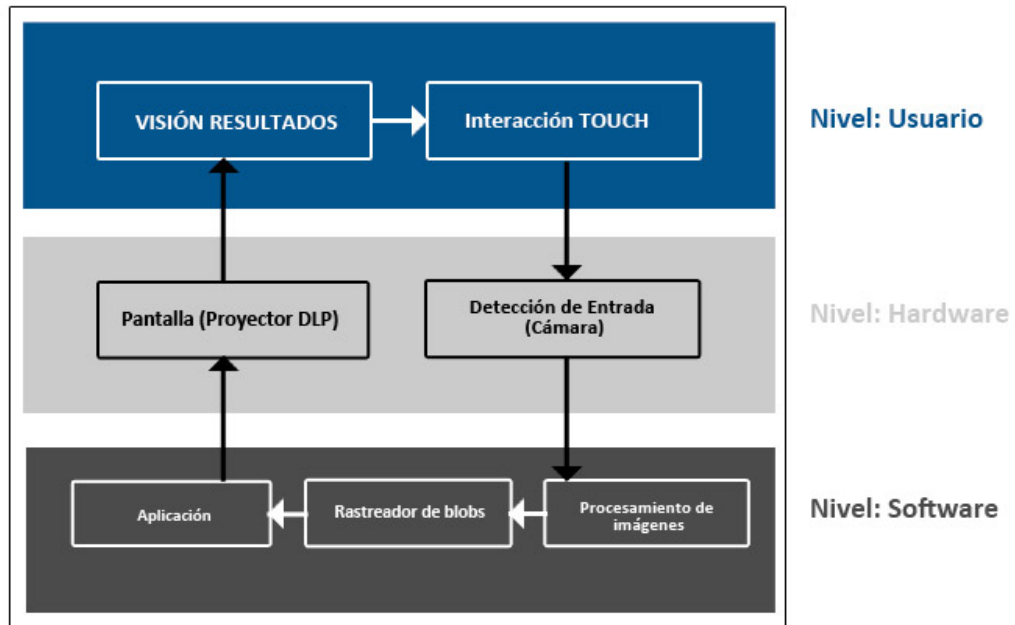 VISIÓN RESULTADOS
Interacción TOUCH
Nivel: Usuario
Pantalla (Proyector DLP)
Detección de Entrada
(Cámara)
Nivel: Hardware
Aplicación
Rastreador de blobs
Procesamiento de
imágenes
Nivel: Software